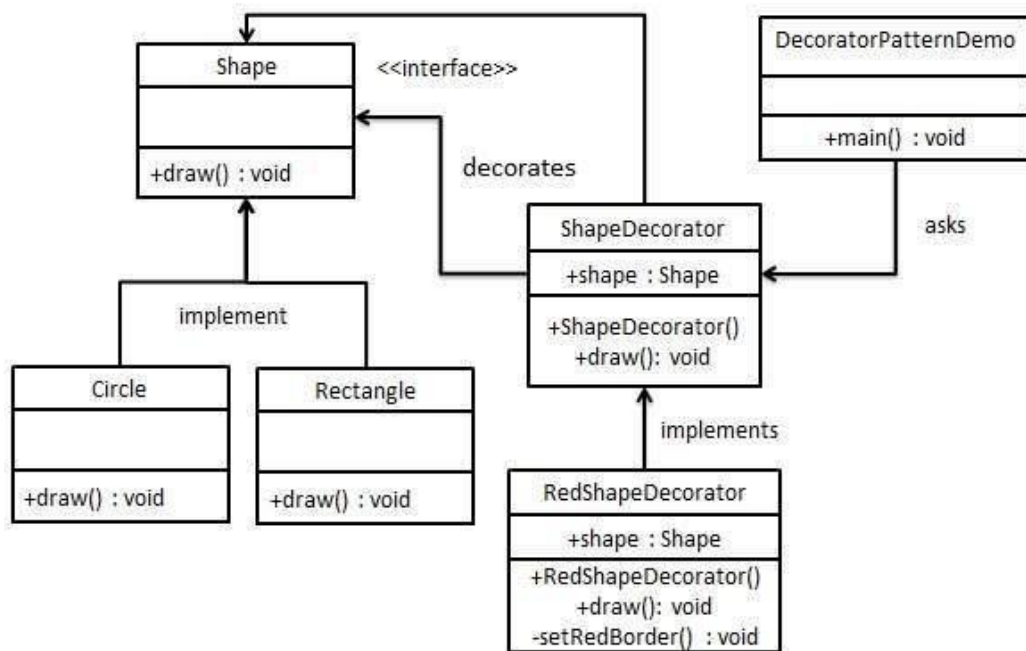 Shape
+draw() : void
<<interface>>
decorates
DecoratorPatternDemo
+main() : void
asks
ShapeDecorator
+shape : Shape
+ShapeDecorator()
+draw(): void
implement
Circle
+draw() : void
Rectangle
+draw() : void
implements
RedShapeDecorator
+shape : Shape
+RedShapeDecorator()
+draw(): void
-setRedBorder() : void